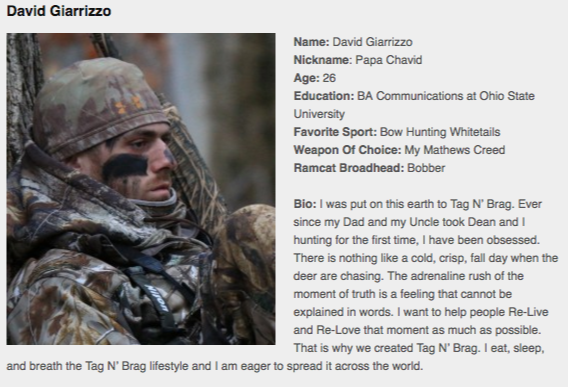 David Giarrizzo
Name: David Giarrizzo
Nickname: Papa Chavid
Age: 26
Education: BA Communications at Ohio State
University
Favorite Sport: Bow Hunting Whitetails
Weapon Of Choice: My Mathews Creed
Ramcat Broadhead: Bobber
Bio: I was put on this earth to Tag N' Brag. Ever
since my Dad and my Uncle took Dean and I
hunting for the first time, I have been obsessed.
There is nothing like a cold, crisp, fall day when the
deer are chasing. The adrenaline rush of the
moment of truth is a feeling that cannot be
explained in words. I want to help people Re-Live
and Re-Love that moment as much as possible.
That is why we created Tag N' Brag. I eat, sleep,
and breath the Tag N' Brag lifestyle and I am eager to spread it across the world.